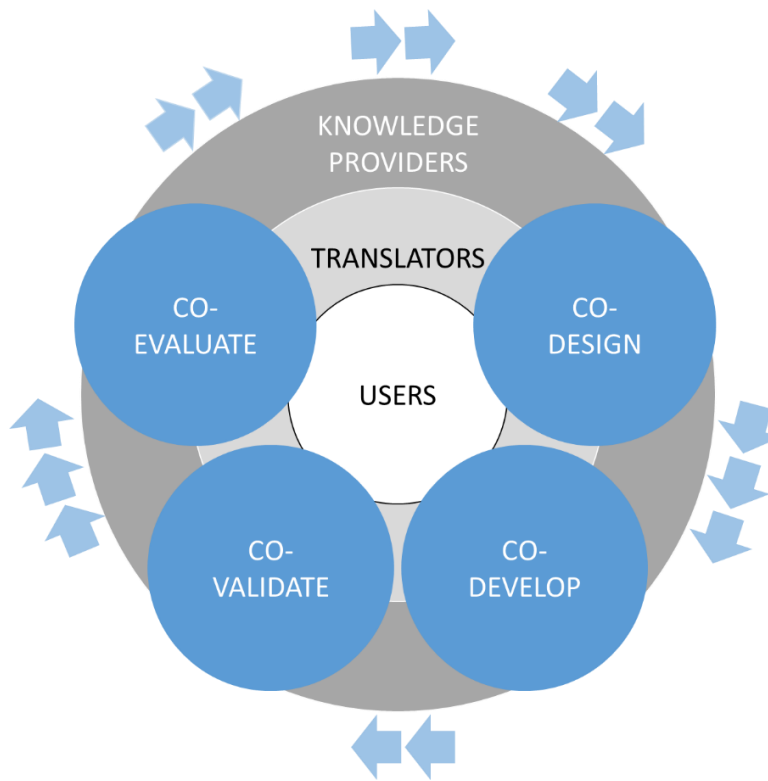 KNOWLEDGE
PROVIDERS
TRANSLATORS
CO-
EVALUATE
CO-
DESIGN
USERS
CO-
VALIDATE
CO-
DEVELOP